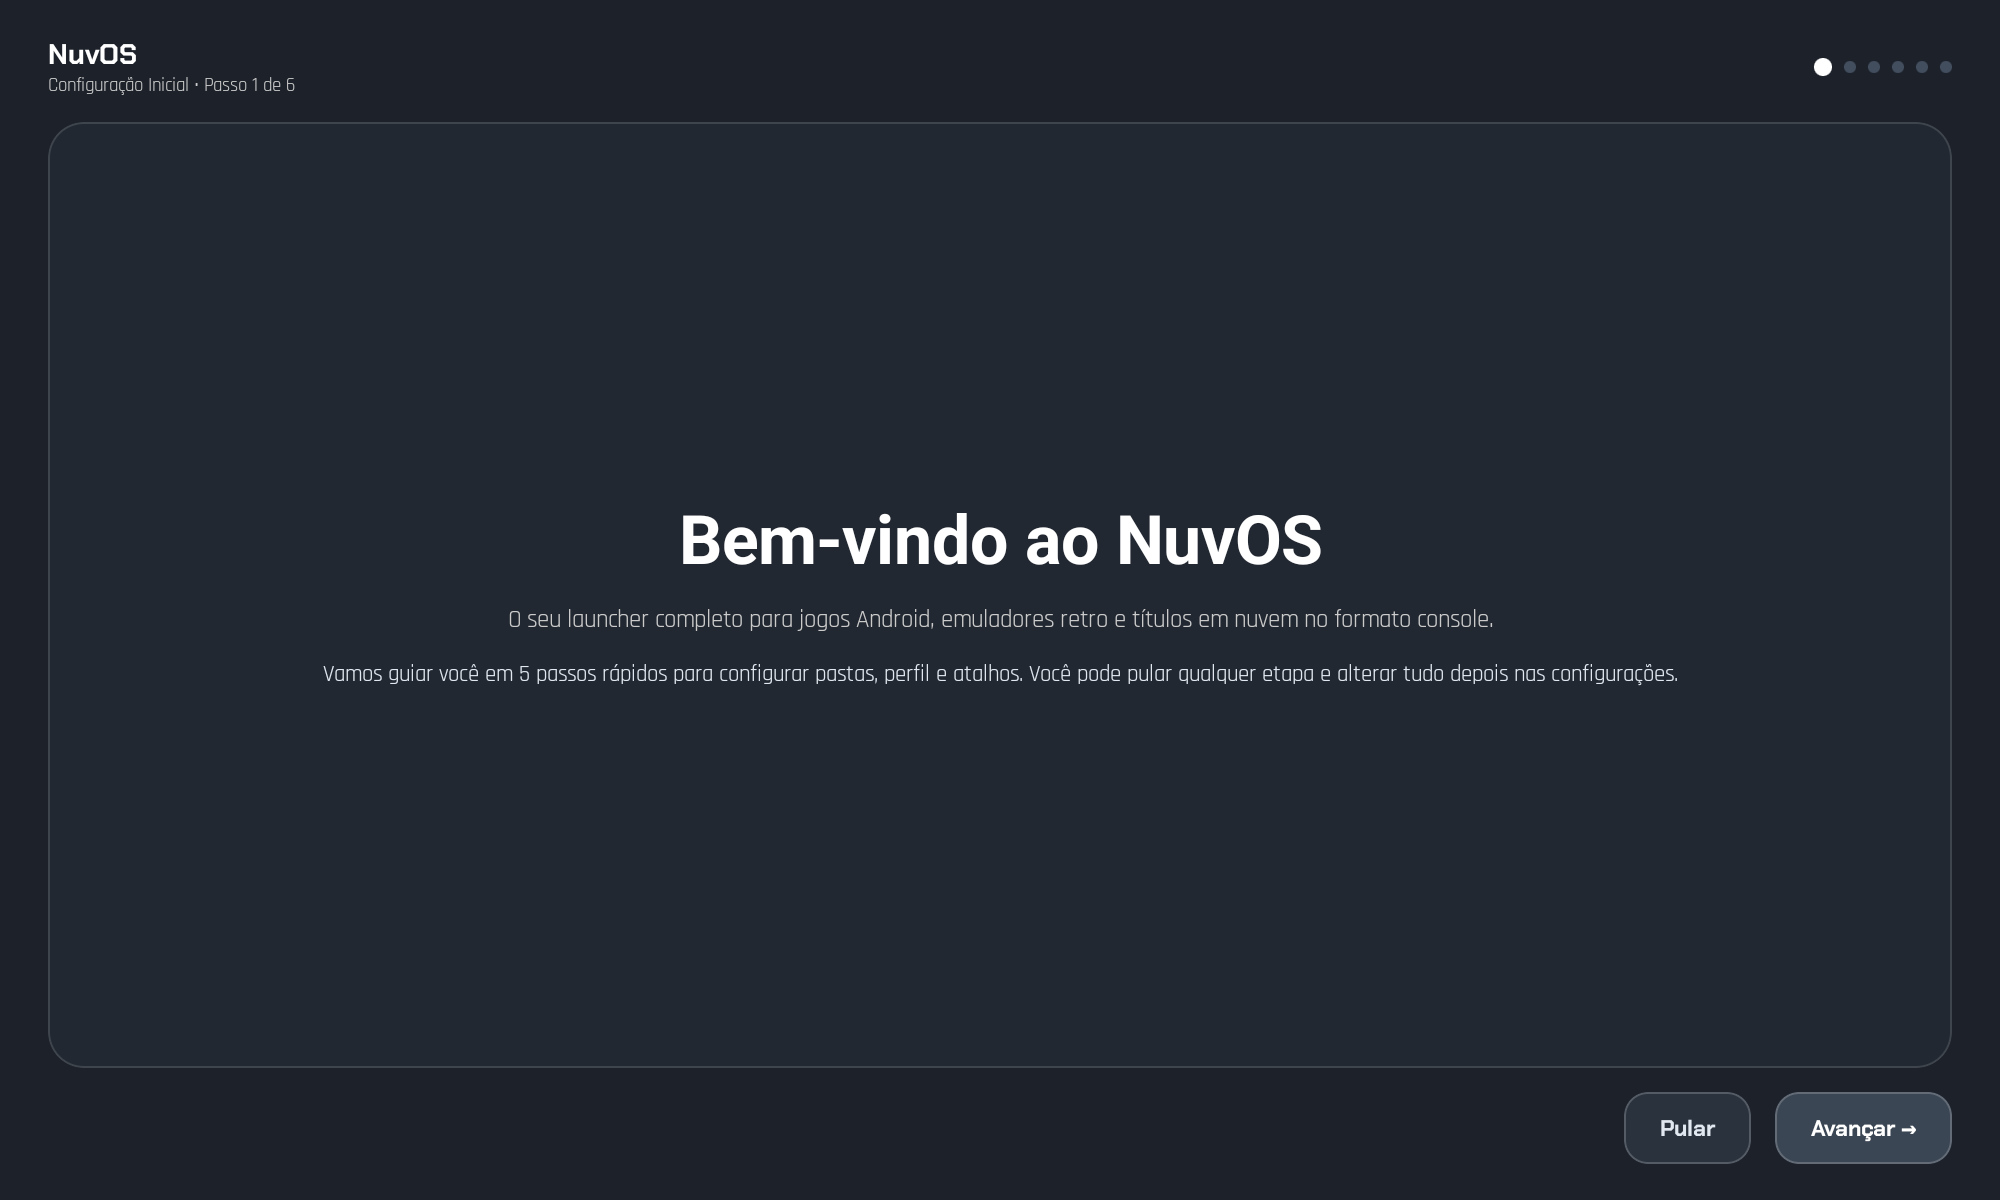 NuvOS
Configuração Inicial • Passo 1 de 6
Bem-vindo ao NuvOS
O seu launcher completo para jogos Android, emuladores retro e títulos em nuvem no formato console.
Vamos guiar você em 5 passos rápidos para configurar pastas, perfil e atalhos. Você pode pular qualquer etapa e alterar tudo depois nas configurações.
Pular
Avançar →